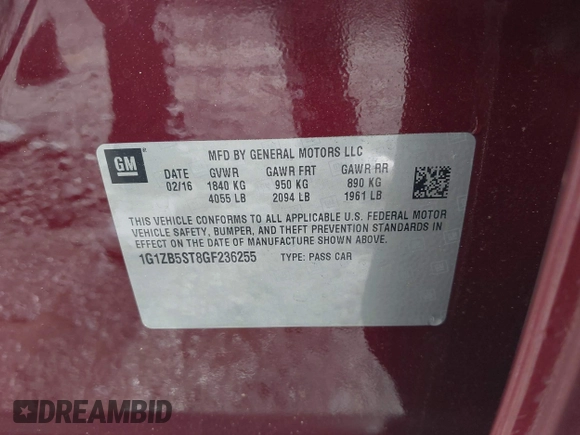 GM
MFD BY GENERAL MOTORS LLC
DATE GVWR GAWR FRT GAWR RR
02/16 1840 KG 950 KG 890 KG
4055 LB 2094 LB 1961 LB
THIS VEHICLE CONFORMS TO ALL APPLICABLE U.S. FEDERAL MOTOR
VEHICLE SAFETY, BUMPER, AND THEFT PREVENTION STANDARDS IN
EFFECT ON THE DATE OF MANUFACTURE SHOWN ABOVE.
1G1ZB5ST8GF236255 TYPE: PASS CAR
DREAMBID